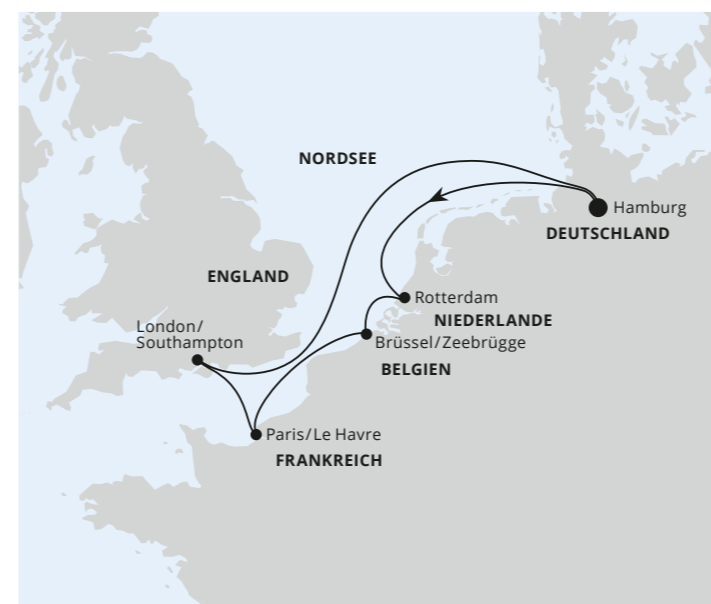 NORDSEE
Hamburg
DEUTSCHLAND
ENGLAND
Rotterdam
NIEDERLANDE
London/
Southampton
Brüssel/Zeebrügge
BELGIEN
Paris/Le Havre
FRANKREICH